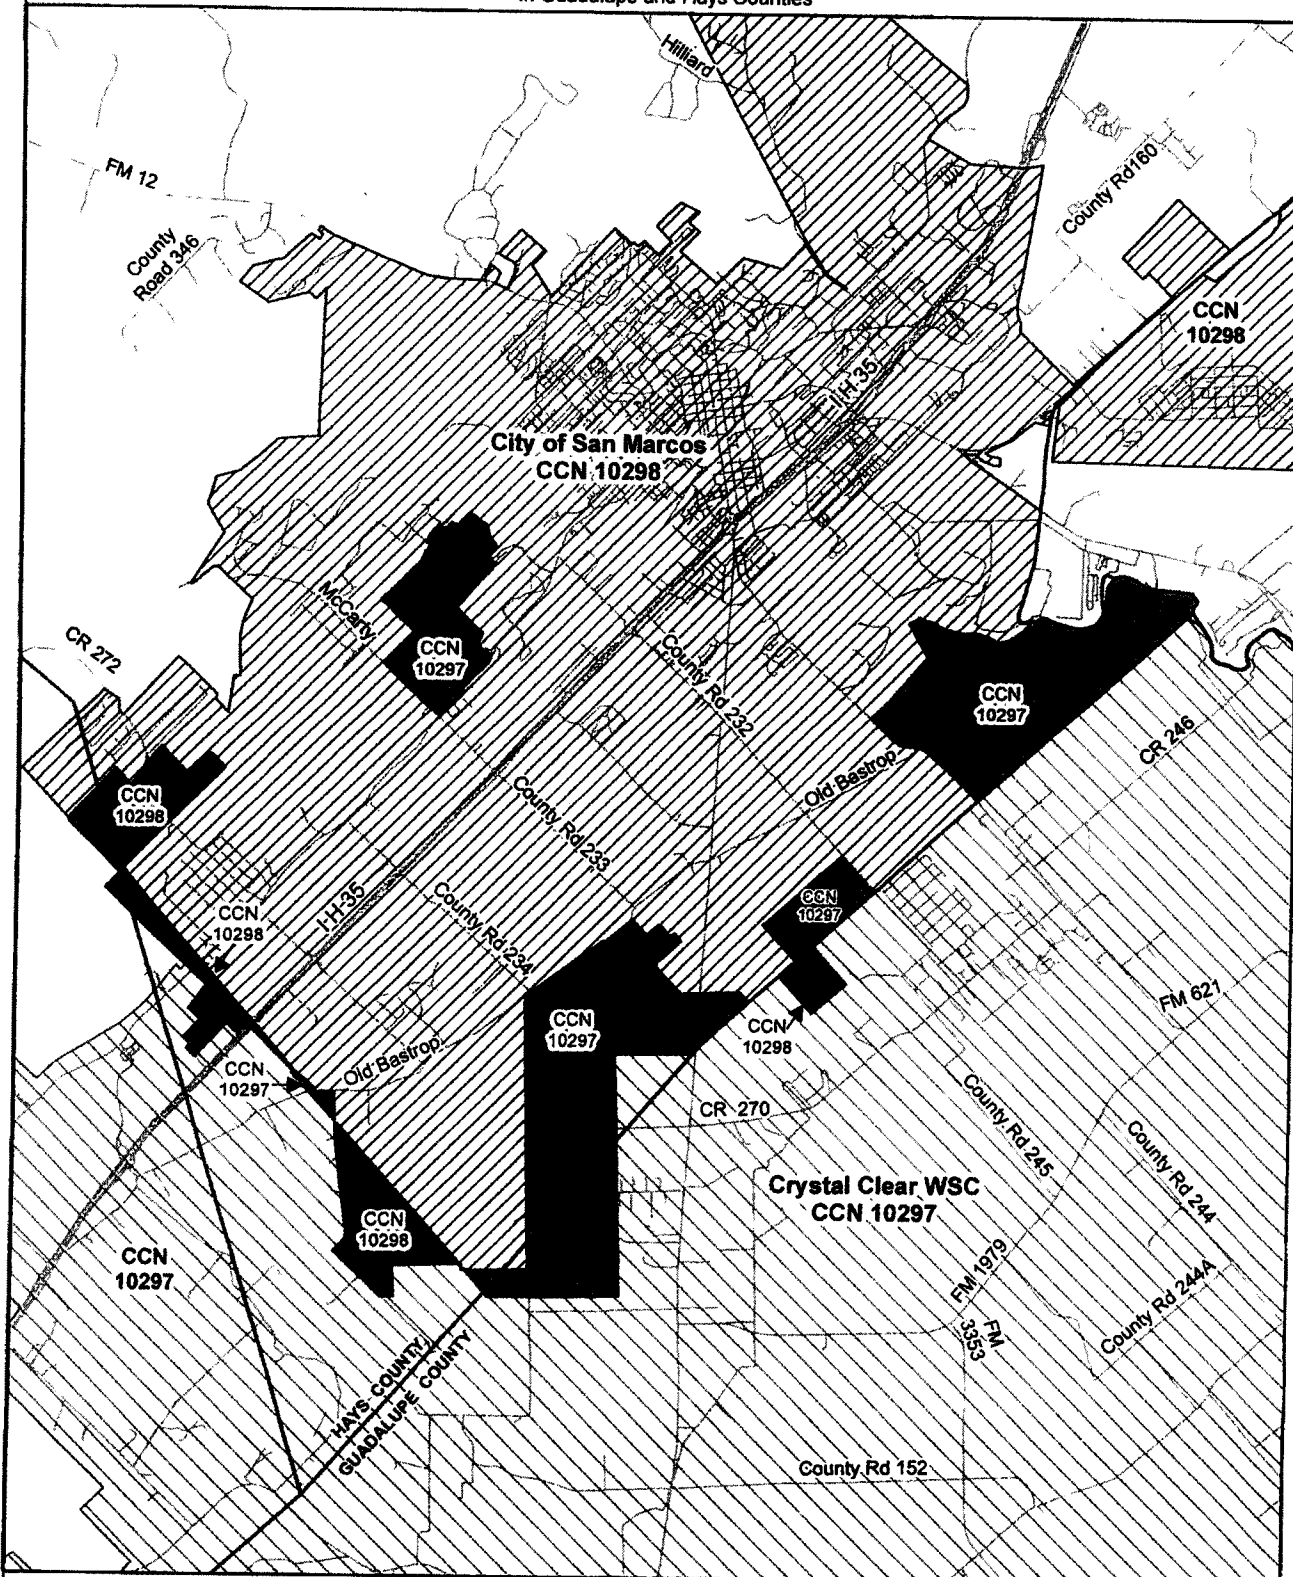 in Guadalupe and Hays Counties
Hilliard
FM 12
County
Road 346
County Rd 160
CCN
10298
I-H-35
City of San Marcos
CCN 10298
McCarty
CCN
10297
CR 272
County Rd 232
CCN
10297
CR 246
Old Bastrop
CCN
10298
County Rd 233
CCN
10297
I-H-35
County Rd 234
CCN
10298
FM 621
CCN
10297
CCN
10298
CCN
10297
Old Bastrop
CR 270
County Rd 245
County Rd 244
Crystal Clear WSC
CCN 10297
CCN
10298
CCN
10297
FM 1979
County Rd 244A
FM
3353
HAYS COUNTY
GUADALUPE COUNTY
County Rd 152